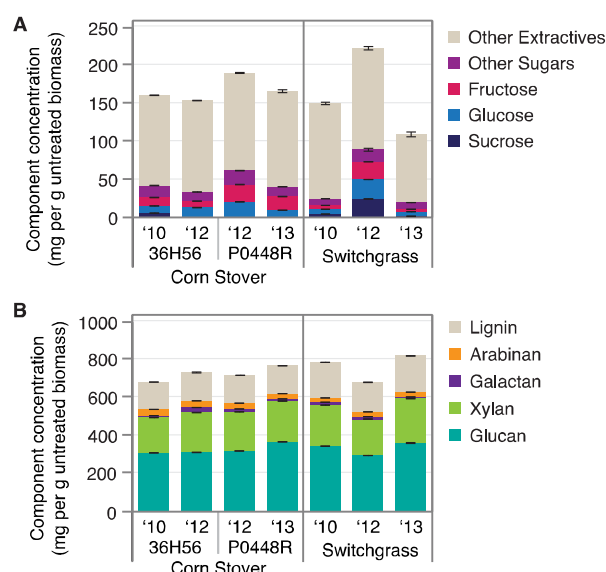 A
Component concentration
(mg per g untreated biomass)
250
200
150
100
50
0
Other Extractives
Other Sugars
Fructose
Glucose
Sucrose
‘10 ‘12 ‘12 ‘13 ‘10 ‘12 ‘13
36H56 P0448R Switchgrass
Corn Stover
B
Component concentration
(mg per g untreated biomass)
1000
800
600
400
200
0
Lignin
Arabinan
Galactan
Xylan
Glucan
‘10 ‘12 ‘12 ‘13 ‘10 ‘12 ‘13
36H56 P0448R Switchgrass
Corn Stover